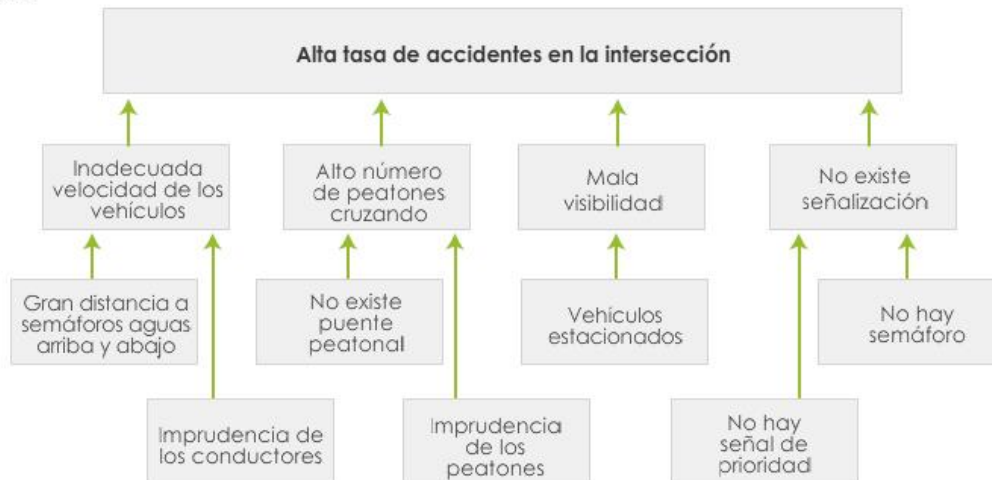 Alta tasa de accidentes en la intersección
Inadecuada
velocidad de los
vehículos
Alto número
de peatones
cruzando
Mala
visibilidad
No existe
señalización
Gran distancia a
semáforos aguas
arriba y abajo
No existe
puente
peatonal
Vehículos
estacionados
No hay
semáforo
Imprudencia de
los conductores
Imprudencia
de los
peatones
No hay
señal de
prioridad